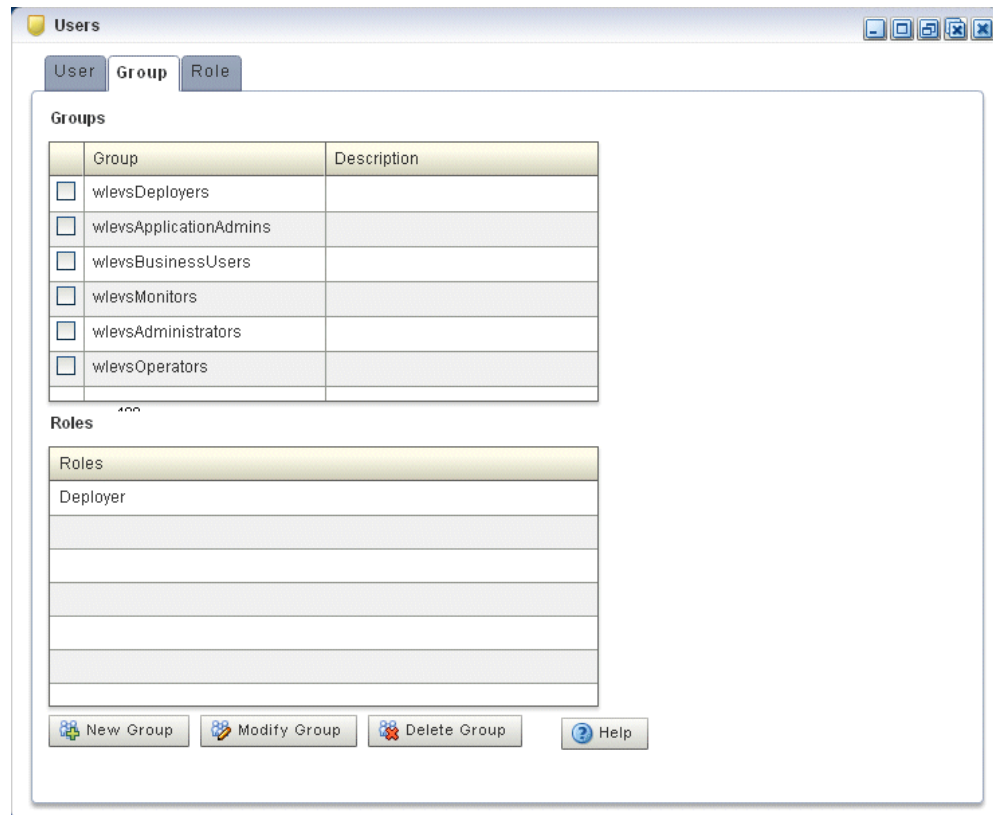 Users
User Group Role
Groups
Group Description
wlevsDeployers
wlevsApplicationAdmins
wlevsBusinessUsers
wlevsMonitors
wlevsAdministrators
wlevsOperators
Roles
Roles
Deployer
New Group Modify Group Delete Group Help